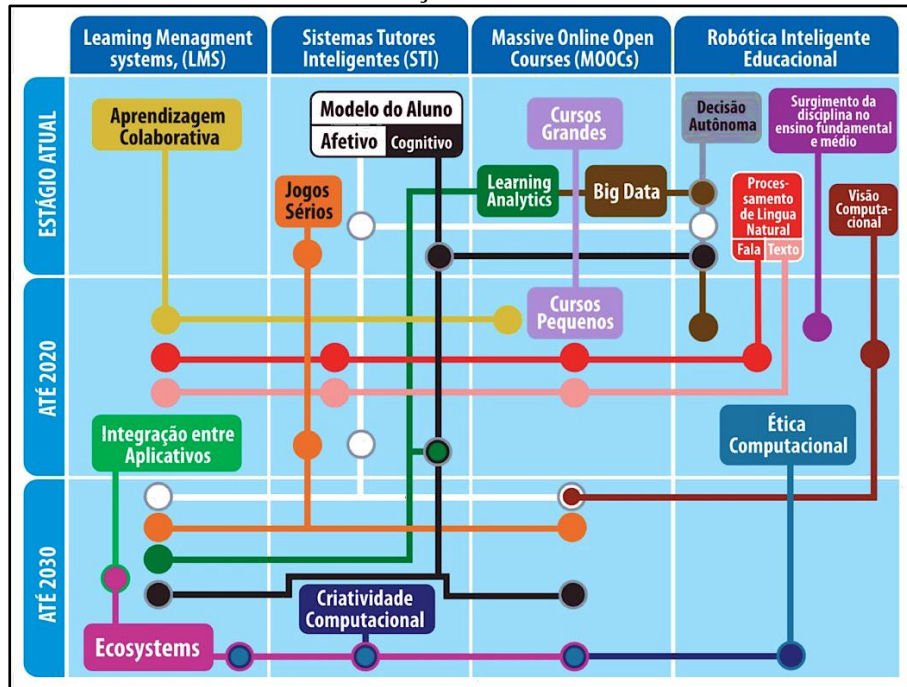 Leaming Menagment
systems, (LMS)
Sistemas Tutores
Inteligentes (STI)
Massive Online Open
Courses (MOOCs)
Robótica Inteligente
Educacional
ESTÁGIO ATUAL
Aprendizagem
Colaborativa
Jogos
Sérios
Modelo do Aluno
Afetivo
Cognitivo
Learning
Analytics
Cursos
Grandes
Big Data
Decisão
Autônoma
Surgimento da
disciplina no
ensino fundamental
e médio
Proces-
samento
de Lingua
Natural
Fala
Texto
Visão
Computa-
cional
ATÉ 2020
Cursos
Pequenos
Integração entre
Aplicativos
Ética
Computacional
ATÉ 2030
Criatividade
Computacional
Ecosystems